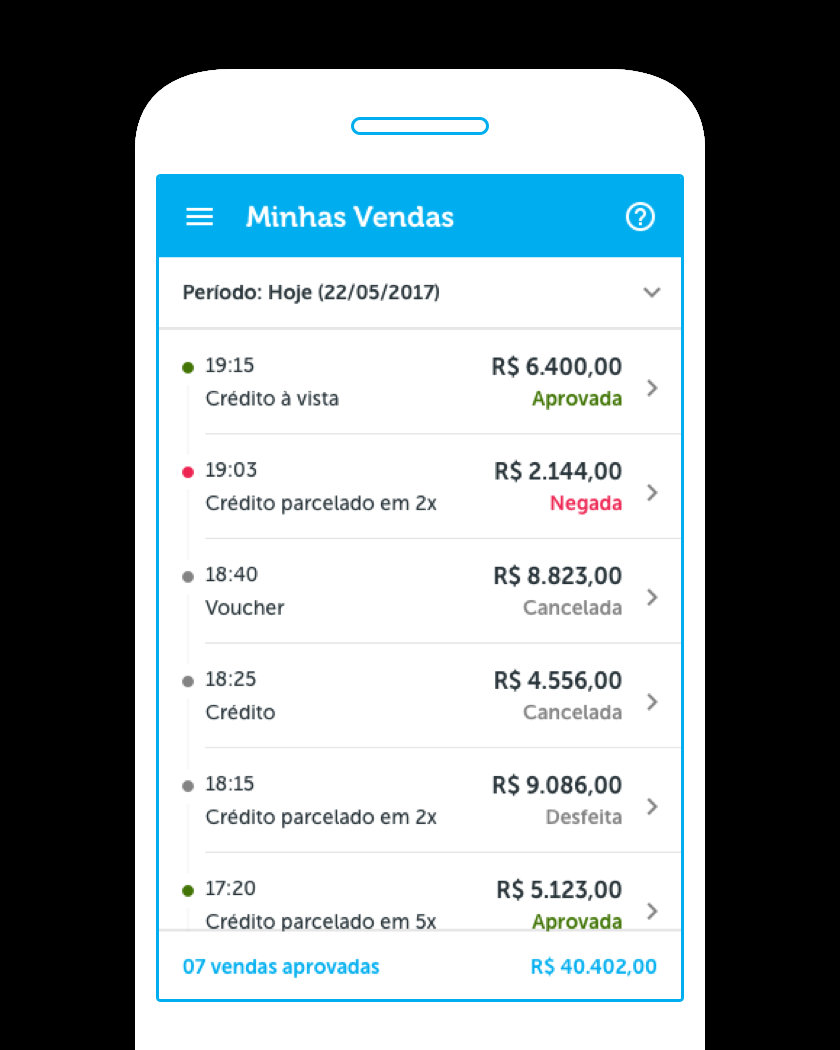 Minhas Vendas
Período: Hoje (22/05/2017)
19:15 R$ 6.400,00
Crédito à vista Aprovada
19:03 R$ 2.144,00
Crédito parcelado em 2x Negada
18:40 R$ 8.823,00
Voucher Cancelada
18:25 R$ 4.556,00
Crédito Cancelada
18:15 R$ 9.086,00
Crédito parcelado em 2x Desfeita
17:20 R$ 5.123,00
Crédito parcelado em 5x Aprovada
07 vendas aprovadas R$ 40.402,00